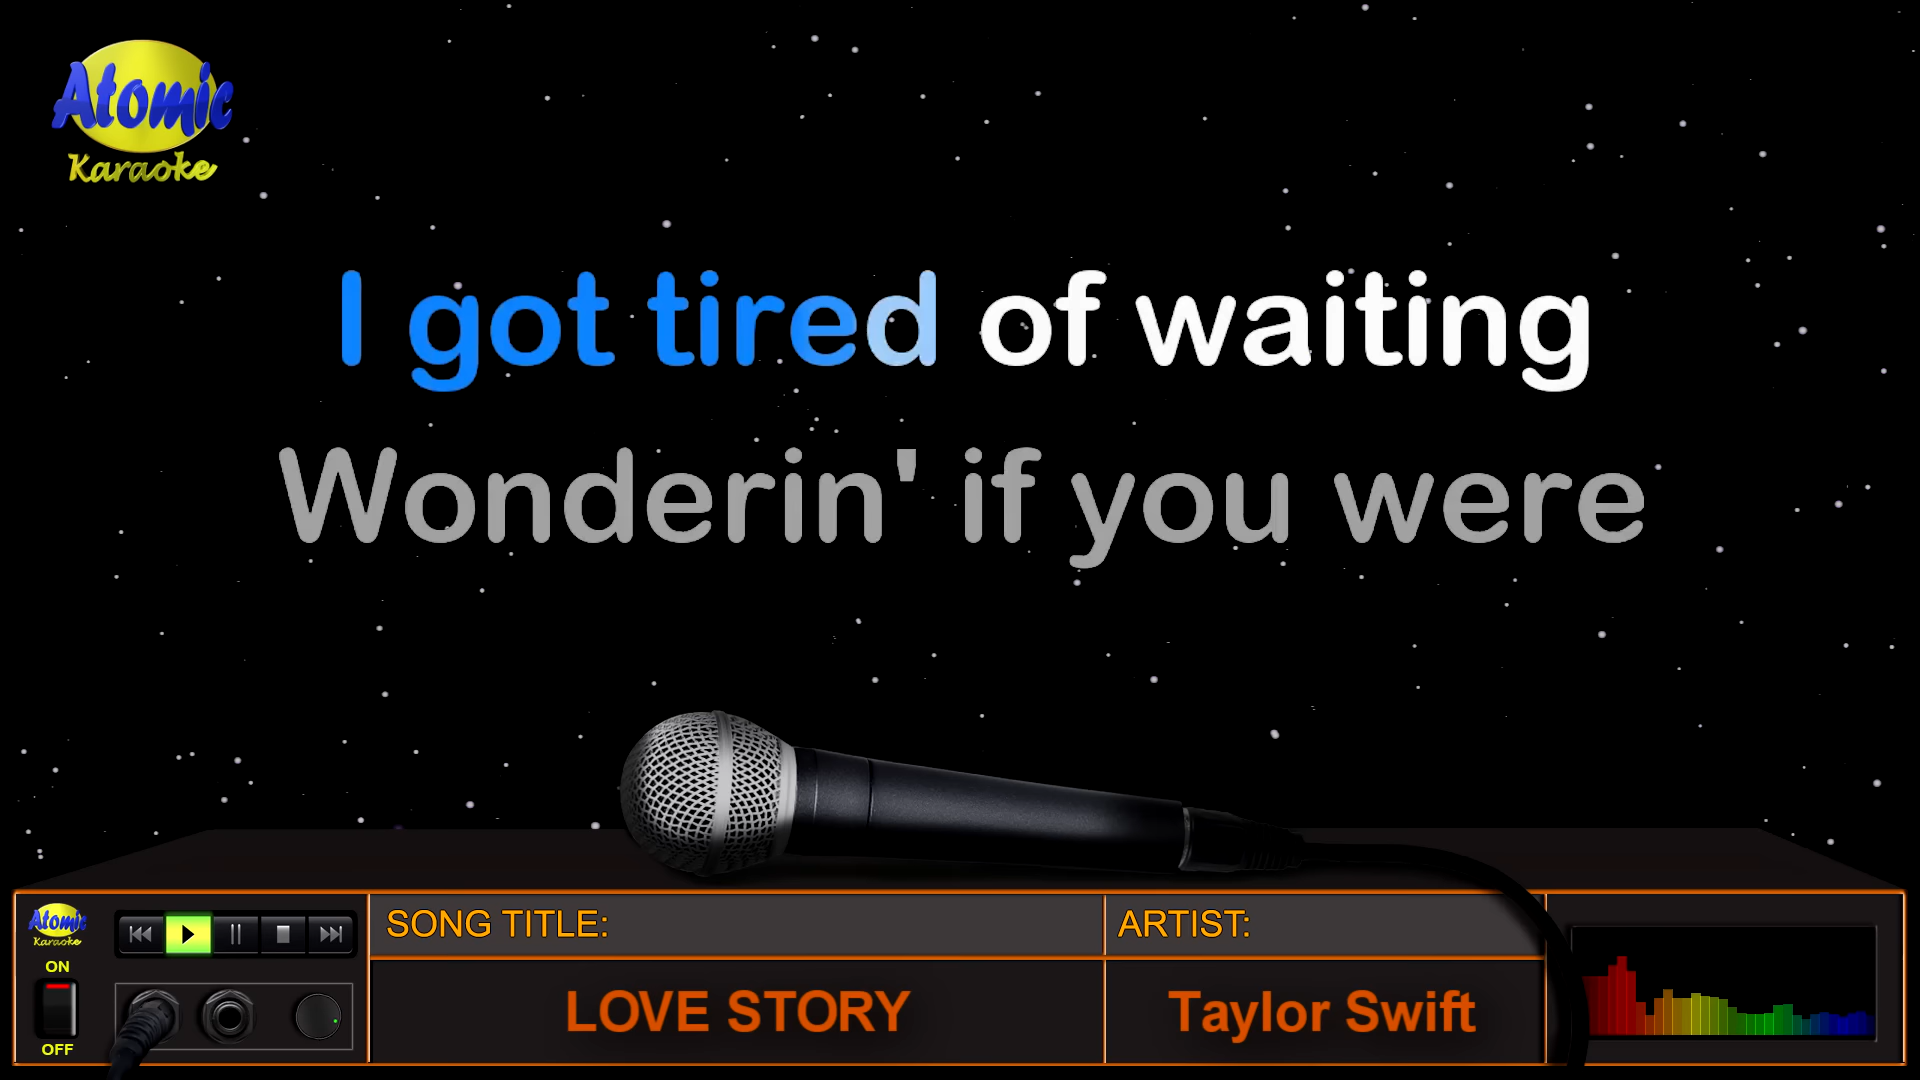 Atomic
Karaoke
I got tired of waiting
Wonderin' if you were
Atomic
Karaoke
ON
OFF
SONG TITLE:
LOVE STORY
ARTIST:
Taylor Swift